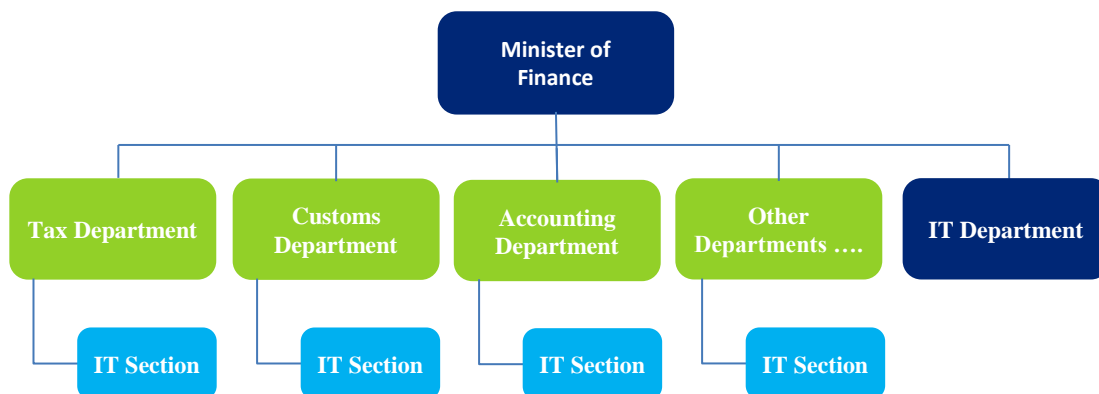 Minister of
Finance
Tax Department
Customs
Department
Accounting
Department
Other
Departments ….
IT Department
IT Section
IT Section
IT Section
IT Section